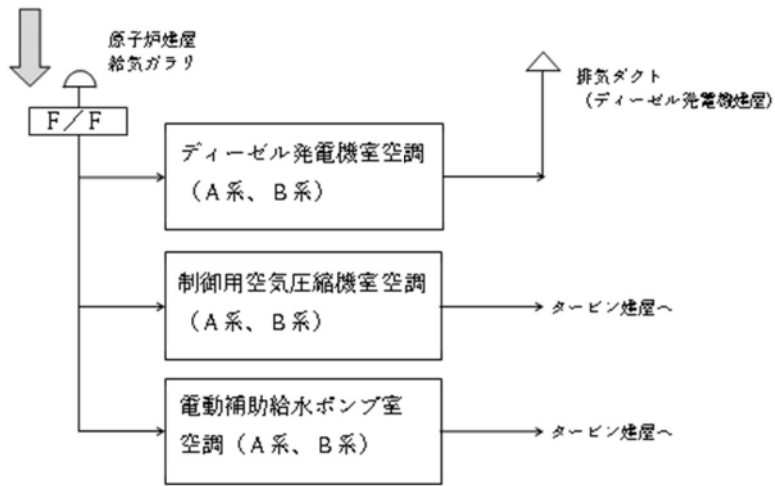 原子炉建屋
給気ガラリ
F／F
排気ダクト
（ディーゼル発電機建屋）
ディーゼル発電機室空調
（A系、B系）
制御用空気圧縮機室空調
（A系、B系）
タービン建屋へ
電動補助給水ポンプ室
空調（A系、B系）
タービン建屋へ